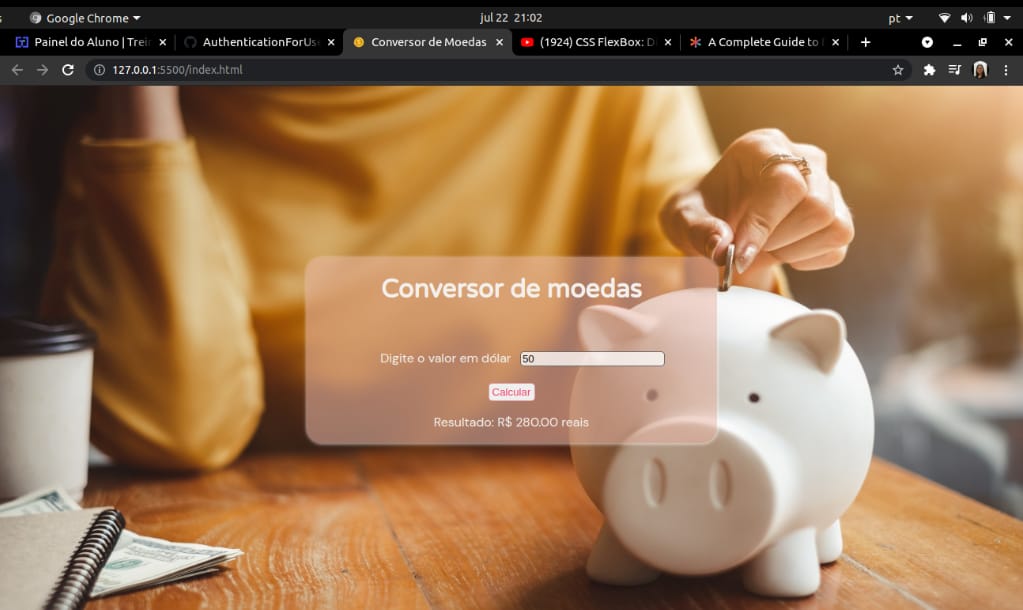 Google Chrome
jul 22 21:02
pt
Painel do Aluno | Trei
AuthenticationForUs
Conversor de Moedas
(1924) CSS FlexBox: D
A Complete Guide to
127.0.0.1:5500/index.html
Conversor de moedas
Digite o valor em dólar 50
Calcular
Resultado: R$ 280.00 reais